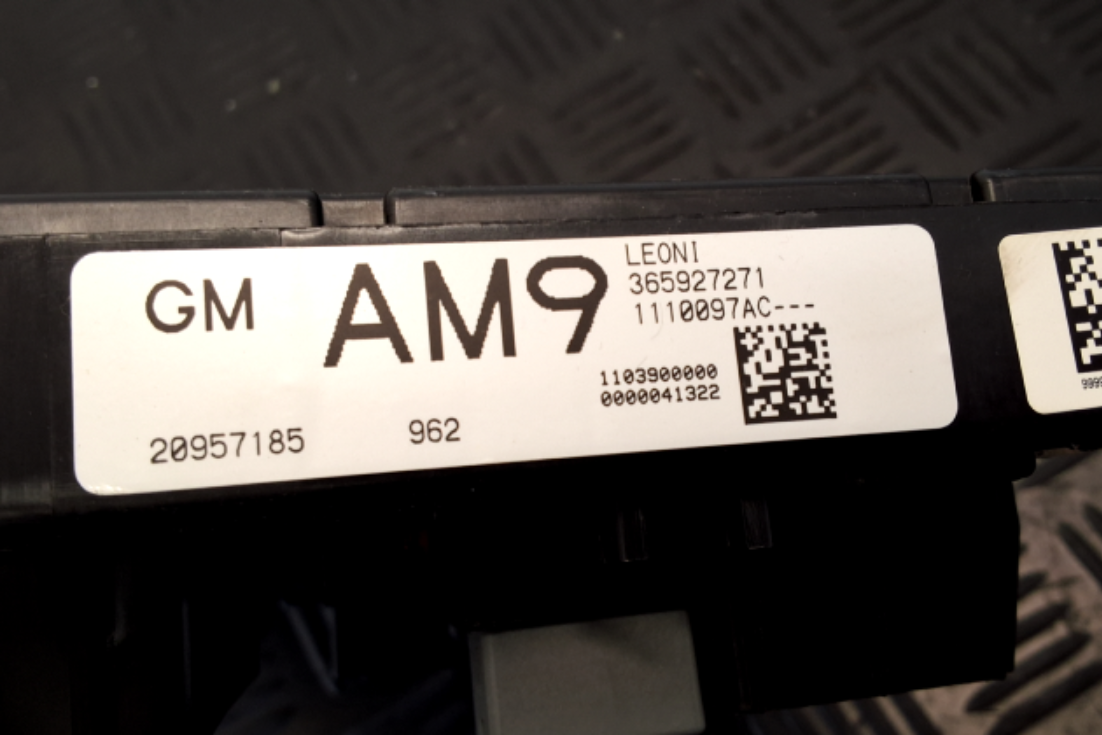 GM AM9
LEONI
365927271
1110097AC---
1103900000
0000041322
20957185 962